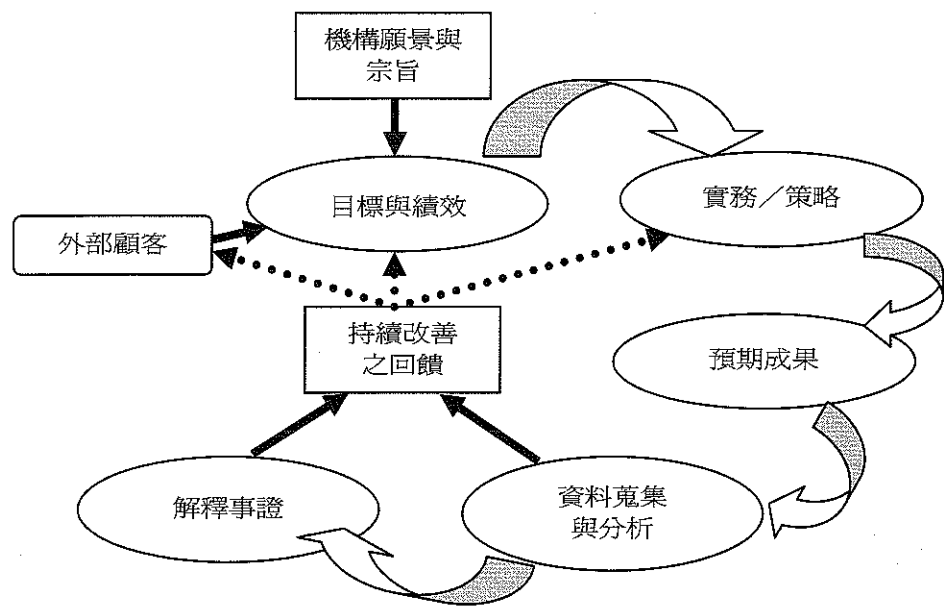 機構願景與
宗旨
目標與績效
實務／策略
外部顧客
持續改善
之回饋
預期成果
解釋事證
資料蒐集
與分析